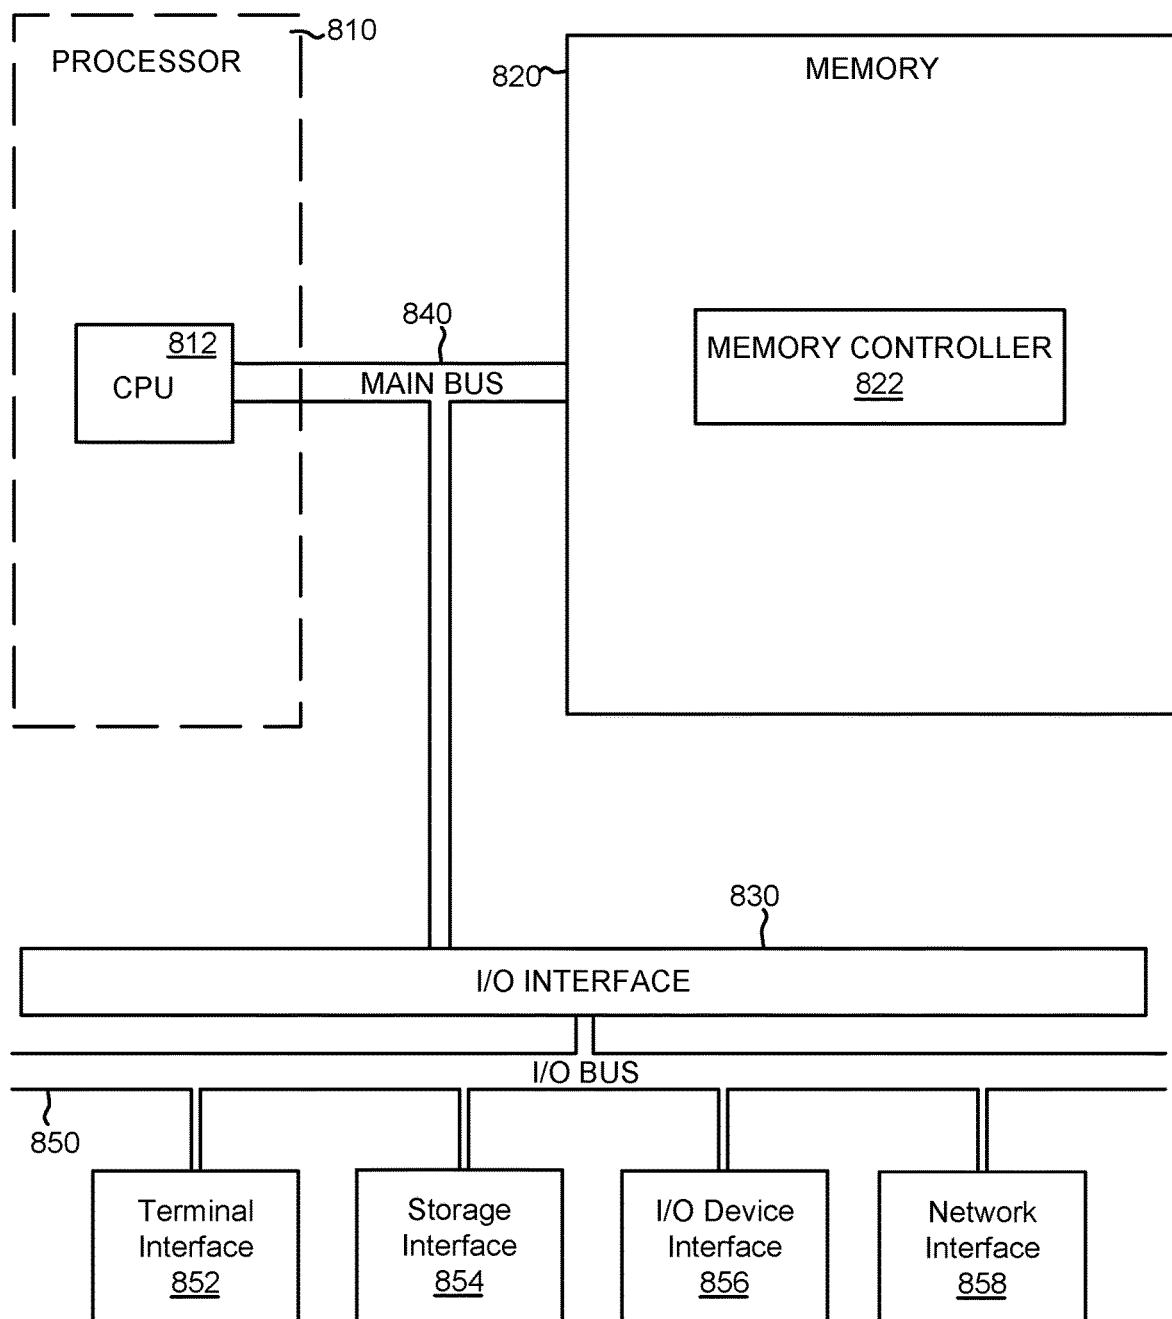 810
PROCESSOR
820
MEMORY
840
812
CPU
MAIN BUS
MEMORY CONTROLLER
822
830
I/O INTERFACE
I/O BUS
850
Terminal
Interface
852
Storage
Interface
854
I/O Device
Interface
856
Network
Interface
858